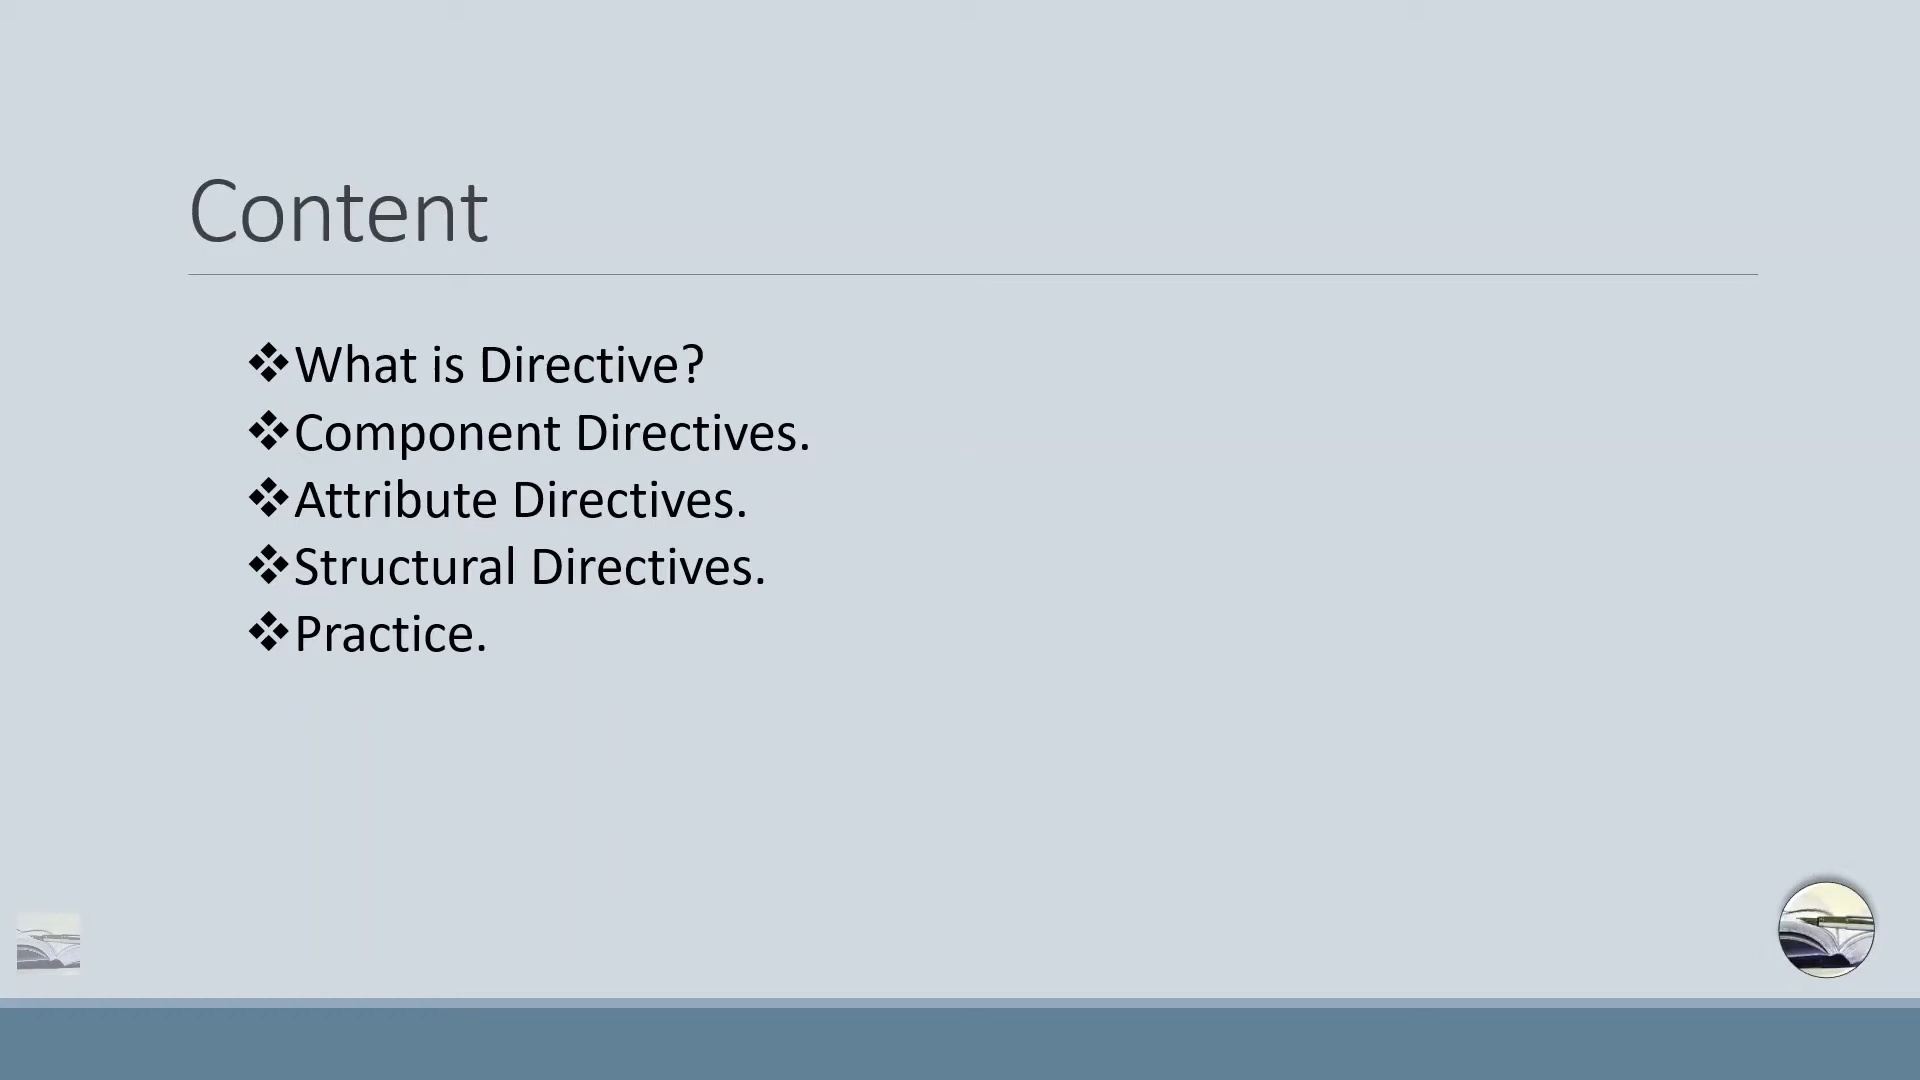 Content
❖What is Directive?
❖Component Directives.
❖Attribute Directives.
❖Structural Directives.
❖Practice.